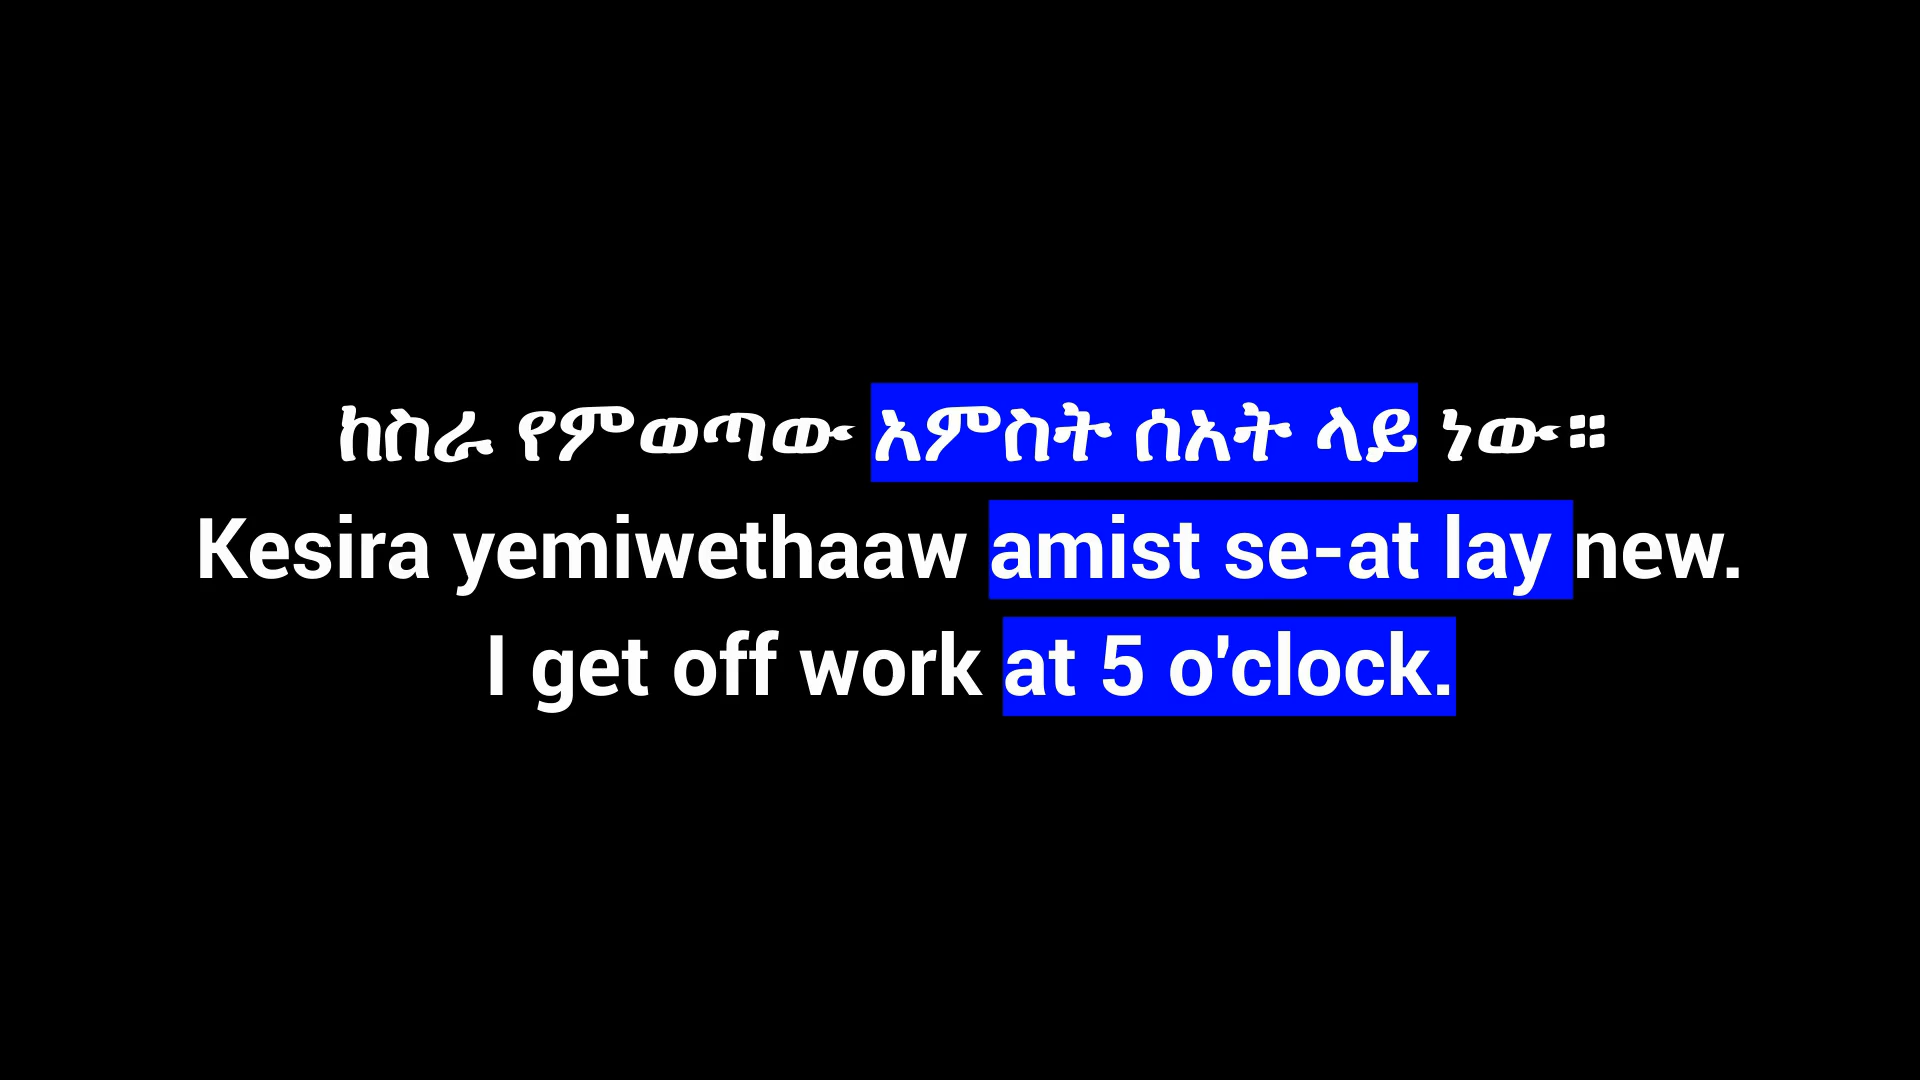 ከስራ የምወጣው አምስት ሰአት ላይ ነው።
Kesira yemiwethaaw amist se-at lay new.
I get off work at 5 o'clock.